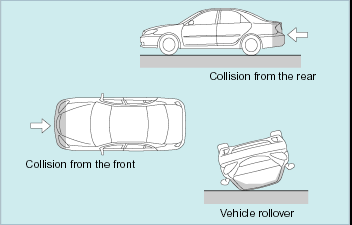 Collision from the rear
Collision from the front
Vehicle rollover